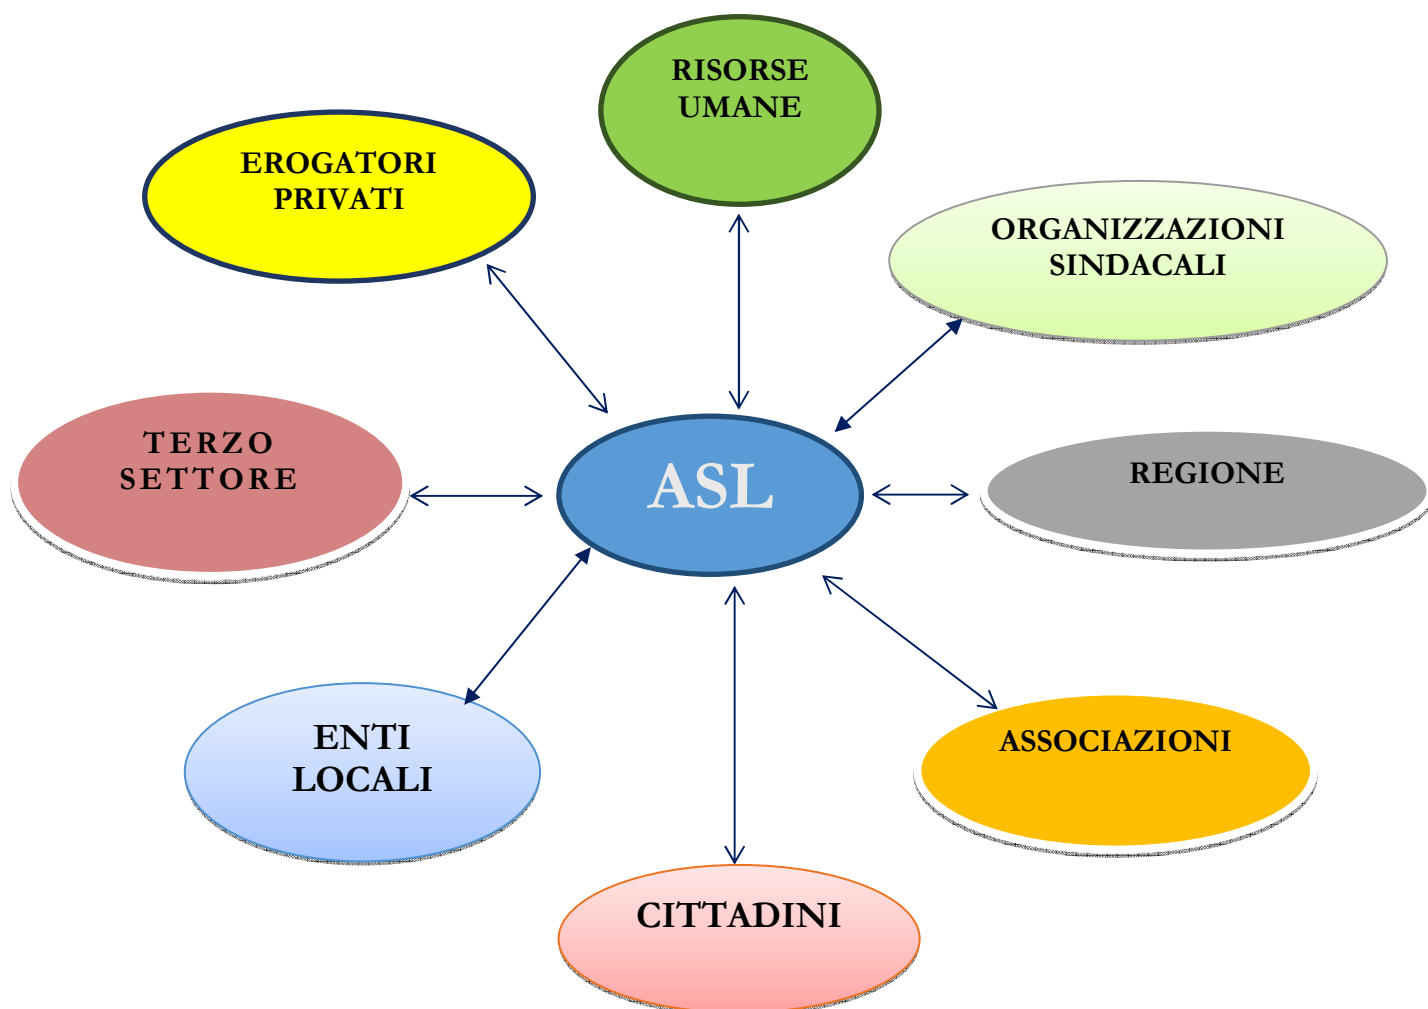 RISORSE
UMANE
EROGATORI
PRIVATI
ORGANIZZAZIONI
SINDACALI
TERZO
SETTORE
ASL
REGIONE
ENTI
LOCALI
ASSOCIAZIONI
CITTADINI